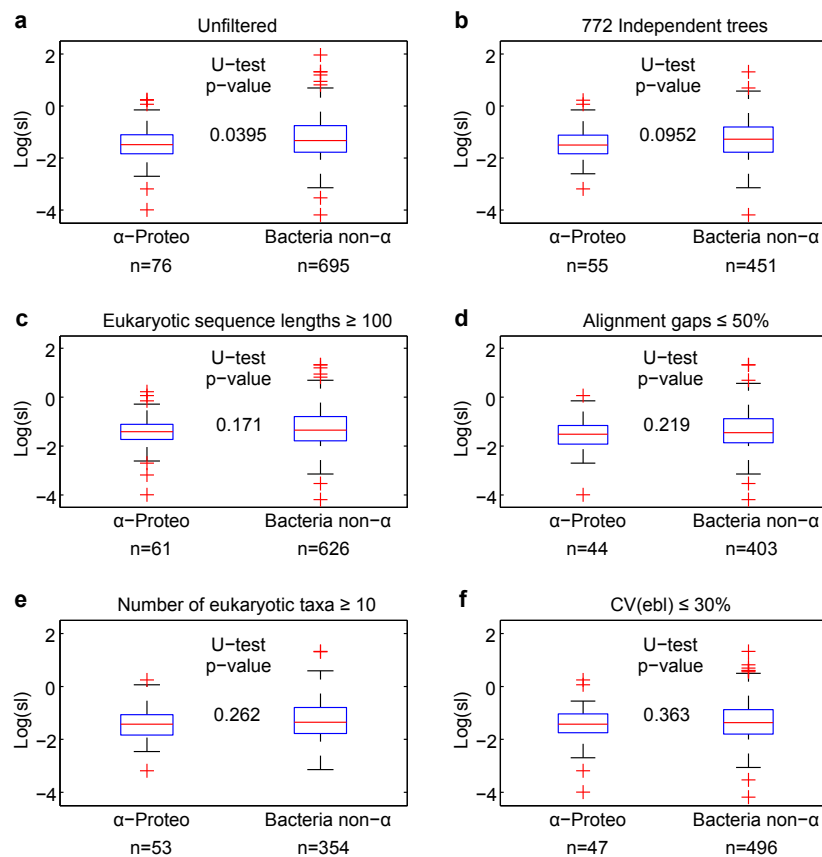 a
Unfiltered
Log(sl)
2
0
−2
−4
U−test
p−value
0.0395
α−Proteo
Bacteria non−α
n=76
n=695
b
772 Independent trees
Log(sl)
2
0
−2
−4
U−test
p−value
0.0952
α−Proteo
Bacteria non−α
n=55
n=451
c
Eukaryotic sequence lengths ≥ 100
Log(sl)
2
0
−2
−4
U−test
p−value
0.171
α−Proteo
Bacteria non−α
n=61
n=626
d
Alignment gaps ≤ 50%
Log(sl)
2
0
−2
−4
U−test
p−value
0.219
α−Proteo
Bacteria non−α
n=44
n=403
e
Number of eukaryotic taxa ≥ 10
Log(sl)
2
0
−2
−4
U−test
p−value
0.262
α−Proteo
Bacteria non−α
n=53
n=354
f
CV(ebl) ≤ 30%
Log(sl)
2
0
−2
−4
U−test
p−value
0.363
α−Proteo
Bacteria non−α
n=47
n=496